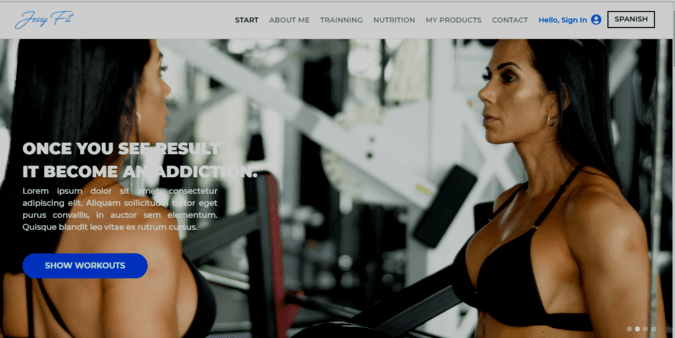 Jessy Fit
START ABOUT ME TRAINNING NUTRITION MY PRODUCTS CONTACT Hello, Sign In SPANISH
ONCE YOU SEE RESULT
IT BECOME AN ADDICTION.
Lorem ipsum dolor sit amet, consectetur
adipiscing elit. Aliquam sollicitudin tortor eget
purus convallis, in auctor sem elementum.
Quisque blandit leo vitae ex rutrum cursus.
SHOW WORKOUTS